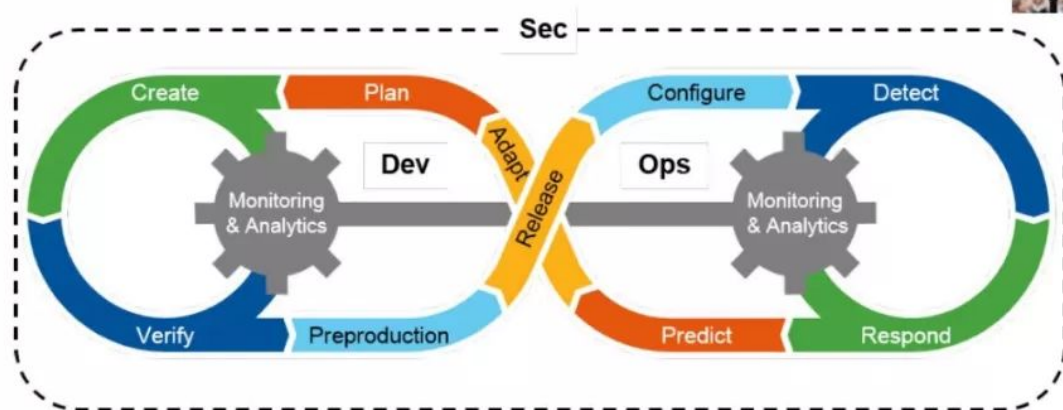 Sec
Create
Plan
Configure
Detect
Adapt
Dev
Ops
Release
Monitoring
& Analytics
Monitoring
& Analytics
Verify
Preproduction
Predict
Respond